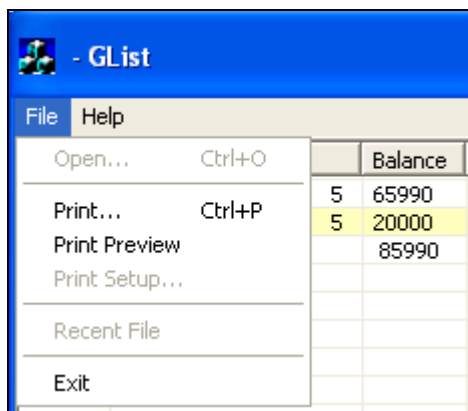 - GList
File Help
Open... Ctrl+O
Balance
Print... Ctrl+P
5 65990
Print Preview
5 20000
85990
Print Setup...
Recent File
Exit